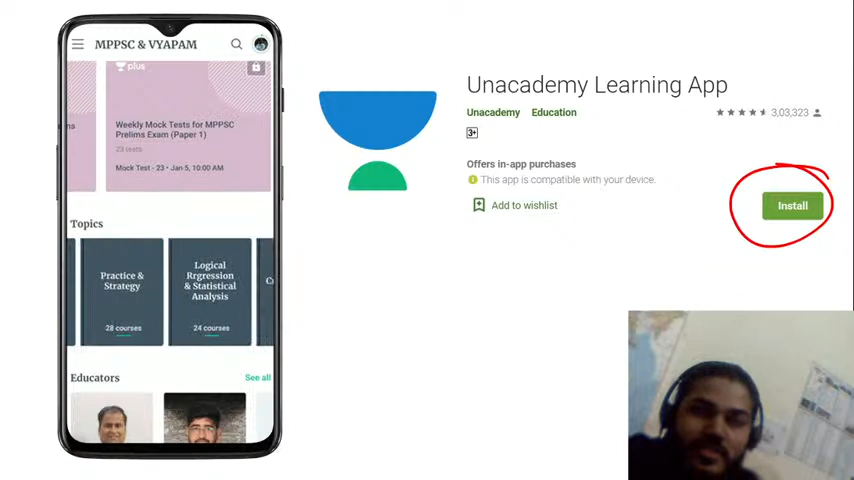 MPPSC & VYAPAM
plus
Weekly Mock Tests for MPPSC
Prelims Exam (Paper 1)
23 tests
Mock Test - 23 • Jan 5, 10:00 AM
Topics
Practice &
Strategy
28 courses
Logical
Rrgression
& Statistical
Analysis
24 courses
Educators
See all
Unacademy Learning App
Unacademy Education
3,03,323
3+
Offers in-app purchases
This app is compatible with your device.
Add to wishlist
Install